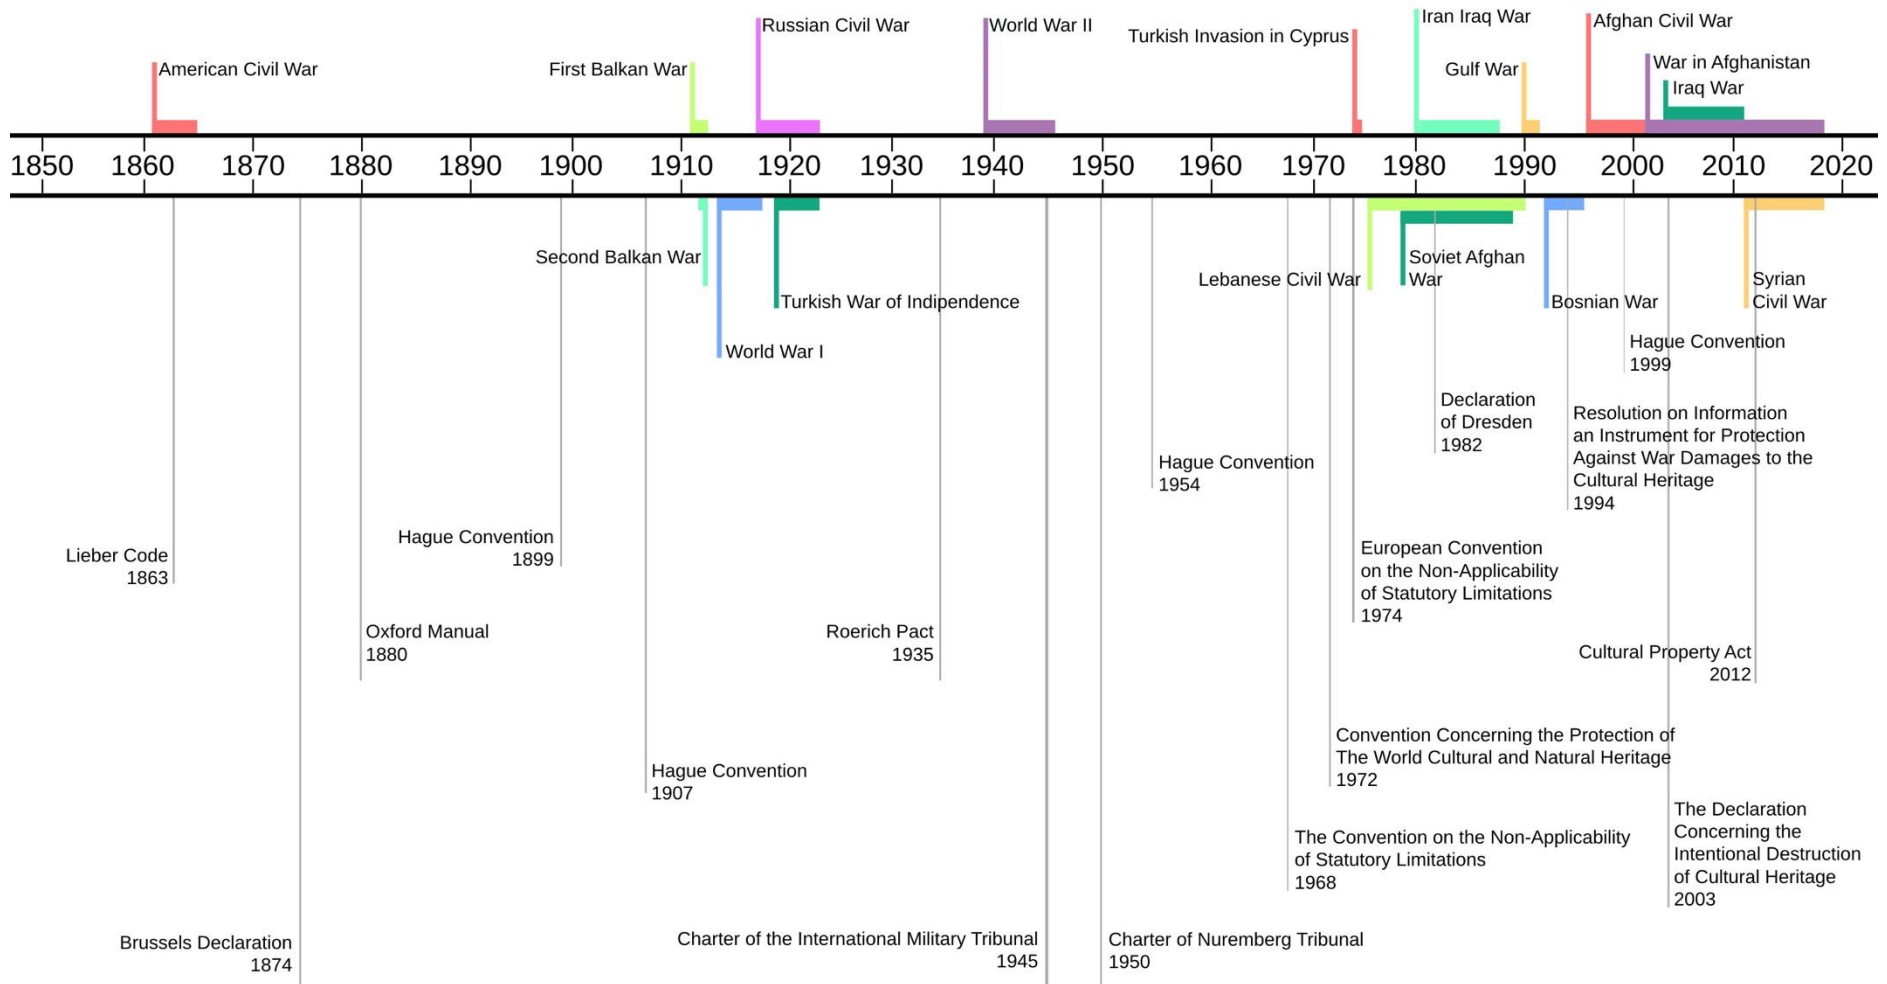 Iran Iraq War
Afghan Civil War
Russian Civil War
World War II
Turkish Invasion in Cyprus
American Civil War
First Balkan War
Gulf War
War in Afghanistan
Iraq War
1850 1860 1870 1880 1890 1900 1910 1920 1930 1940 1950 1960 1970 1980 1990 2000 2010 2020
Second Balkan War
Turkish War of Indipendence
World War I
Lebanese Civil War
Soviet Afghan
War
Bosnian War
Syrian
Civil War
Hague Convention
1999
Declaration
of Dresden
1982
Resolution on Information
an Instrument for Protection
Against War Damages to the
Cultural Heritage
1994
Hague Convention
1954
Hague Convention
1899
Lieber Code
1863
European Convention
on the Non-Applicability
of Statutory Limitations
1974
Oxford Manual
1880
Roerich Pact
1935
Cultural Property Act
2012
Convention Concerning the Protection of
The World Cultural and Natural Heritage
1972
Hague Convention
1907
The Declaration
Concerning the
Intentional Destruction
of Cultural Heritage
2003
The Convention on the Non-Applicability
of Statutory Limitations
1968
Brussels Declaration
1874
Charter of the International Military Tribunal
1945
Charter of Nuremberg Tribunal
1950